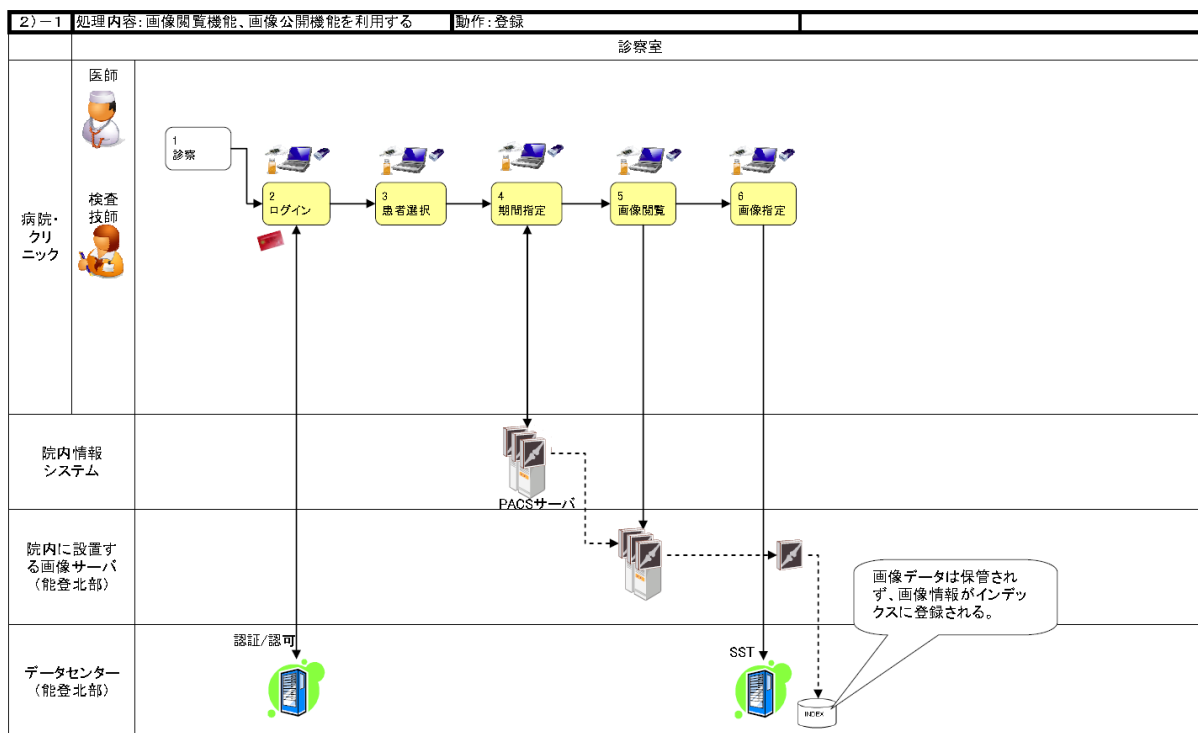 2)－1 処理内容：画像閲覧機能、画像公開機能を利用する 動作：登録
診察室
病院・
クリ
ニック
医師
検査
技師
1
診察
2
ログイン
3
患者選択
4
期間指定
5
画像閲覧
6
画像指定
院内情報
システム
PACSサーバ
院内に設置す
る画像サーバ
（能登北部）
画像データは保管され
ず、画像情報がインデッ
クスに登録される。
データセンター
（能登北部）
認証/認可
SST
INDEX